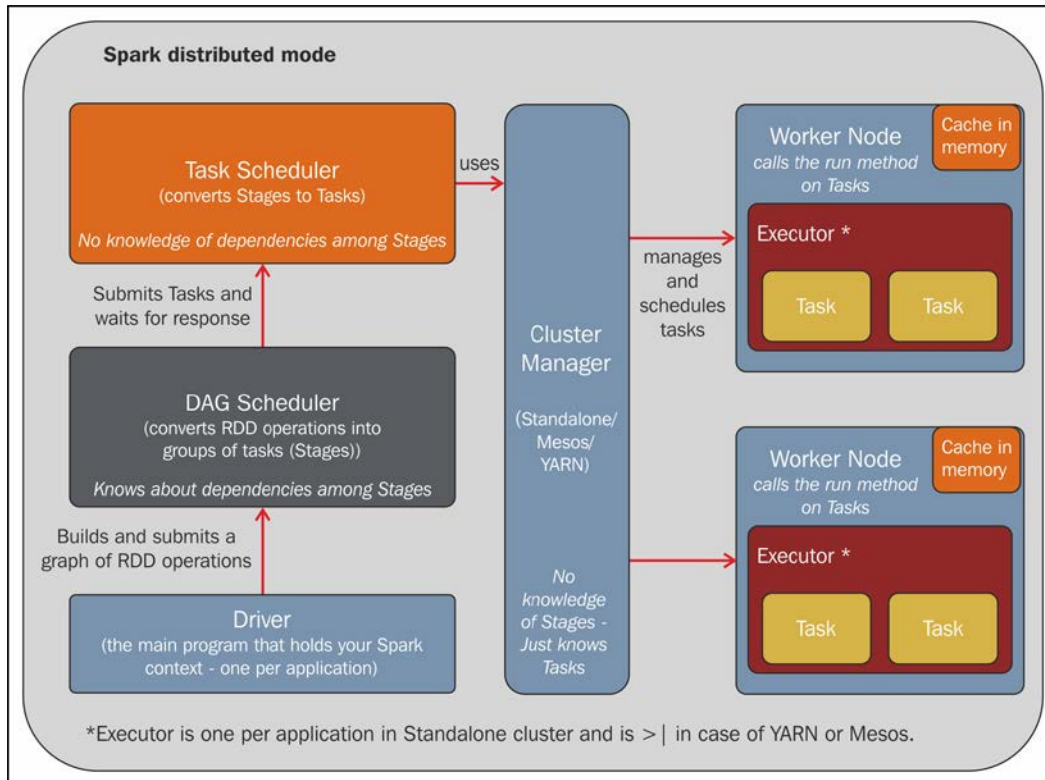 Spark distributed mode
Task Scheduler
(converts Stages to Tasks)
No knowledge of dependencies among Stages
uses
Submits Tasks and
waits for response
DAG Scheduler
(converts RDD operations into
groups of tasks (Stages))
Knows about dependencies among Stages
Builds and submits a
graph of RDD operations
Driver
(the main program that holds your Spark
context - one per application)
Cluster
Manager
(Standalone/
Mesos/
YARN)
No
knowledge
of Stages -
Just knows
Tasks
manages
and
schedules
tasks
Worker Node
calls the run method
on Tasks
Cache in
memory
Executor *
Task
Task
Worker Node
calls the run method
on Tasks
Cache in
memory
Executor *
Task
Task
*Executor is one per application in Standalone cluster and is >| in case of YARN or Mesos.